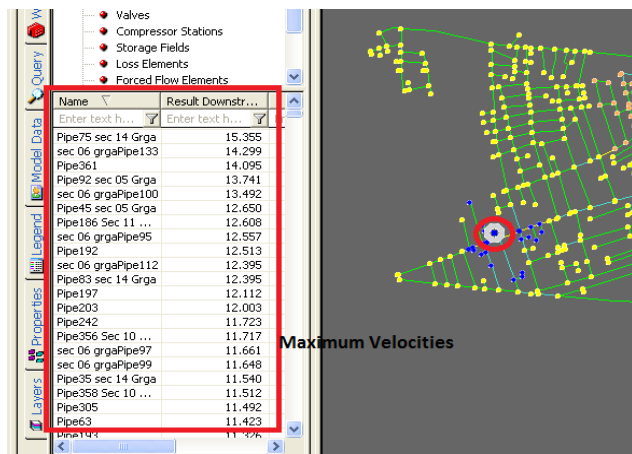 Valves
Compressor Stations
Storage Fields
Loss Elements
Forced Flow Elements
W
Query
Model Data
Legend
Properties
Layers
Name Result Downstr...
Enter text h... Enter text h...
Pipe75 sec 14 Grga 15.355
sec 06 grgaPipe133 14.299
Pipe361 14.095
Pipe92 sec 05 Grga 13.741
sec 06 grgaPipe100 13.492
Pipe45 sec 05 Grga 12.650
Pipe186 Sec 11 ... 12.608
sec 06 grgaPipe95 12.557
Pipe192 12.513
sec 06 grgaPipe112 12.395
Pipe83 sec 14 Grga 12.395
Pipe197 12.112
Pipe203 12.003
Pipe242 11.723
Pipe356 Sec 10 ... 11.717
sec 06 grgaPipe97 11.661
sec 06 grgaPipe99 11.648
Pipe35 sec 14 Grga 11.540
Pipe358 Sec 10 ... 11.512
Pipe305 11.492
Pipe63 11.423
Pipe193 11.326
Maximum Velocities